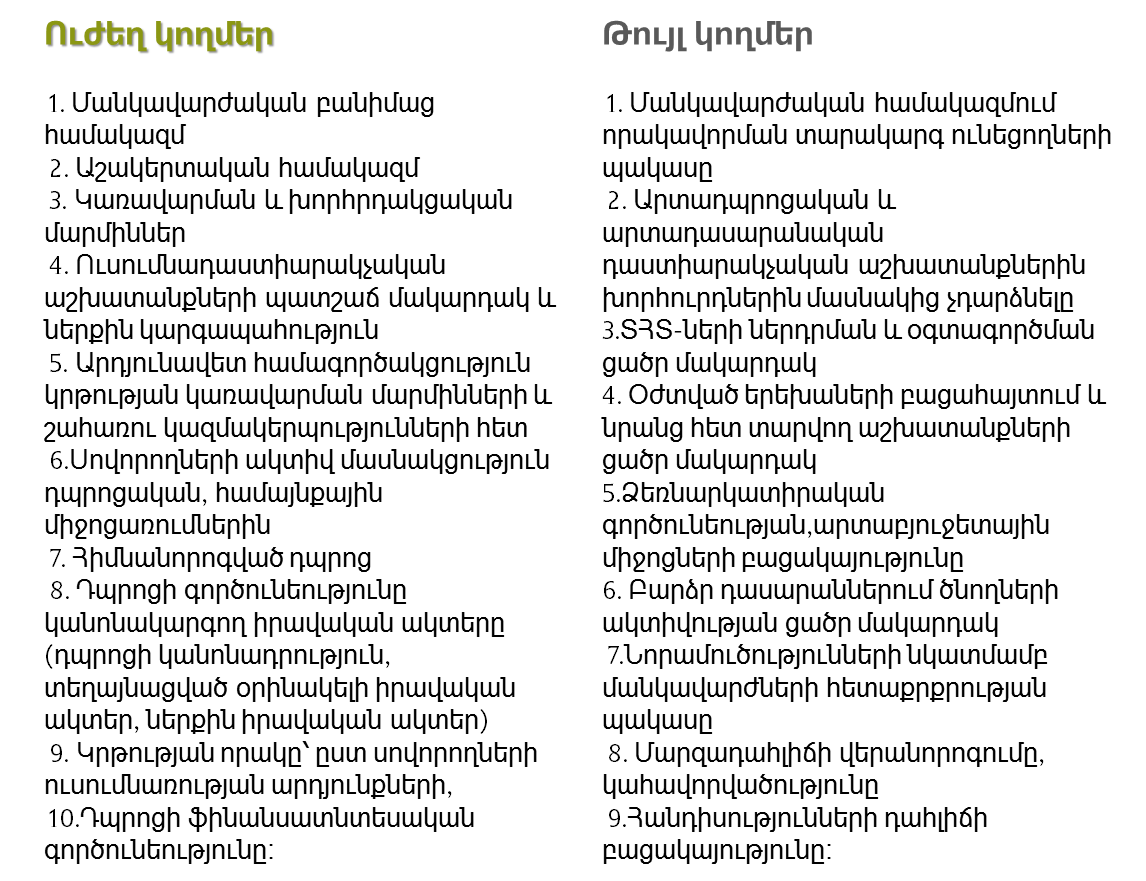 Ուժեղ կողմեր
1. Մանկավարժական բանիմաց
համակազմ
2. Աշակերտական համակազմ
3. Կառավարման և խորհրդակցական
մարմիններ
4. Ուսումնադաստիարակչական
աշխատանքների պատշաճ մակարդակ և
ներքին կարգապահություն
5. Արդյունավետ համագործակցություն
կրթության կառավարման մարմինների և
շահառու կազմակերպությունների հետ
6.Սովորողների ակտիվ մասնակցություն
դպրոցական, համայնքային
միջոցառումներին
7. Հիմնանորոգված դպրոց
8. Դպրոցի գործունեությունը
կանոնակարգող իրավական ակտերը
(դպրոցի կանոնադրություն,
տեղայնացված օրինակելի իրավական
ակտեր, ներքին իրավական ակտեր)
9. Կրթության որակը՝ ըստ սովորողների
ուսումնառության արդյունքների,
10.Դպրոցի ֆինանսատնտեսական
գործունեությունը:
Թույլ կողմեր
1. Մանկավարժական համակազմում
որակավորման տարակարգ ունեցողների
պակասը
2. Արտադպրոցական և
արտադասարանական
դաստիարակչական աշխատանքներին
խորհուրդներին մասնակից չդարձնելը
3.ՏՀՏ-ների ներդրման և օգտագործման
ցածր մակարդակ
4. Օժտված երեխաների բացահայտում և
նրանց հետ տարվող աշխատանքների
ցածր մակարդակ
5.Ձեռնարկատիրական
գործունեության,արտաբյուջետային
միջոցների բացակայությունը
6. Բարձր դասարաններում ծնողների
ակտիվության ցածր մակարդակ
7.Նորամուծությունների նկատմամբ
մանկավարժների հետաքրքրության
պակասը
8. Մարզադահլիճի վերանորոգումը,
կահավորվածությունը
9.Հանդիսությունների դահլիճի
բացակայությունը: